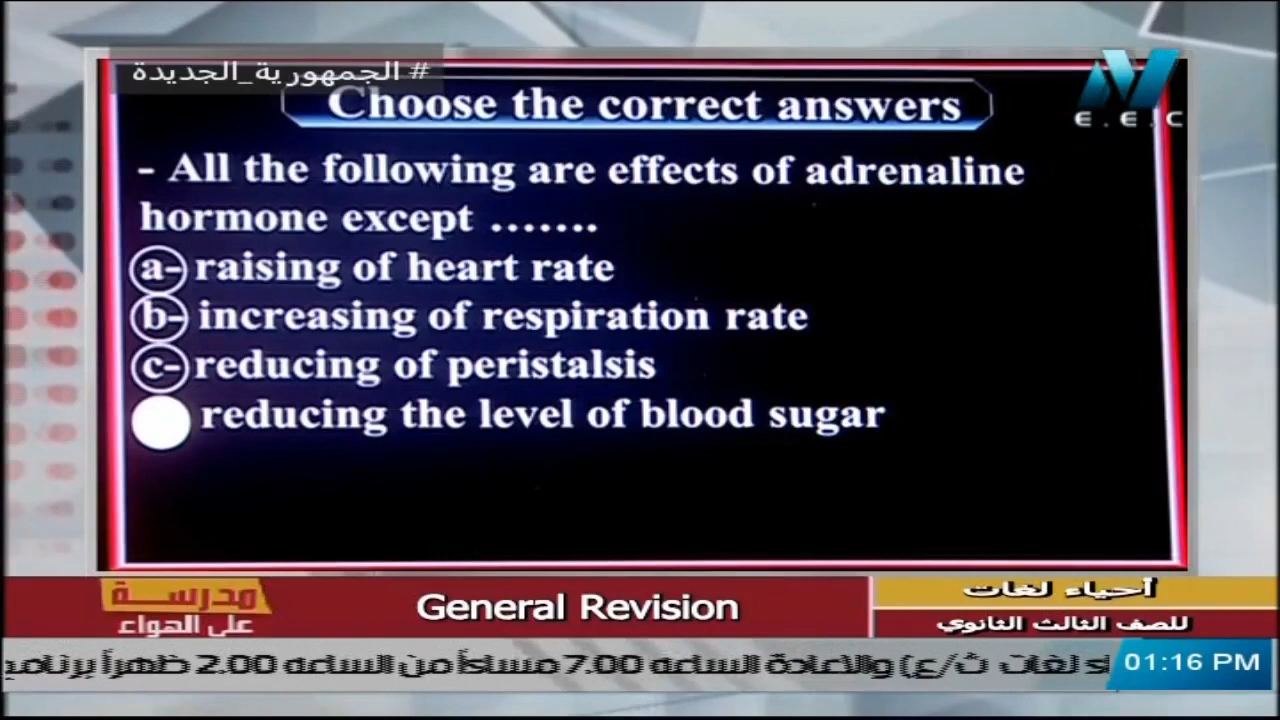 #الجمهورية_الجديدة
Choose the correct answers
E.E.C
- All the following are effects of adrenaline
hormone except .......
a- raising of heart rate
b- increasing of respiration rate
c- reducing of peristalsis
reducing the level of blood sugar
مدرسة
على الهواء
General Revision
أحياء لغات
للصف الثالث الثانوي
لغات ث/ع) والاعادة الساعه 7.00 مساءاً من الساعه 2.00 ظهراً
01:16 PM